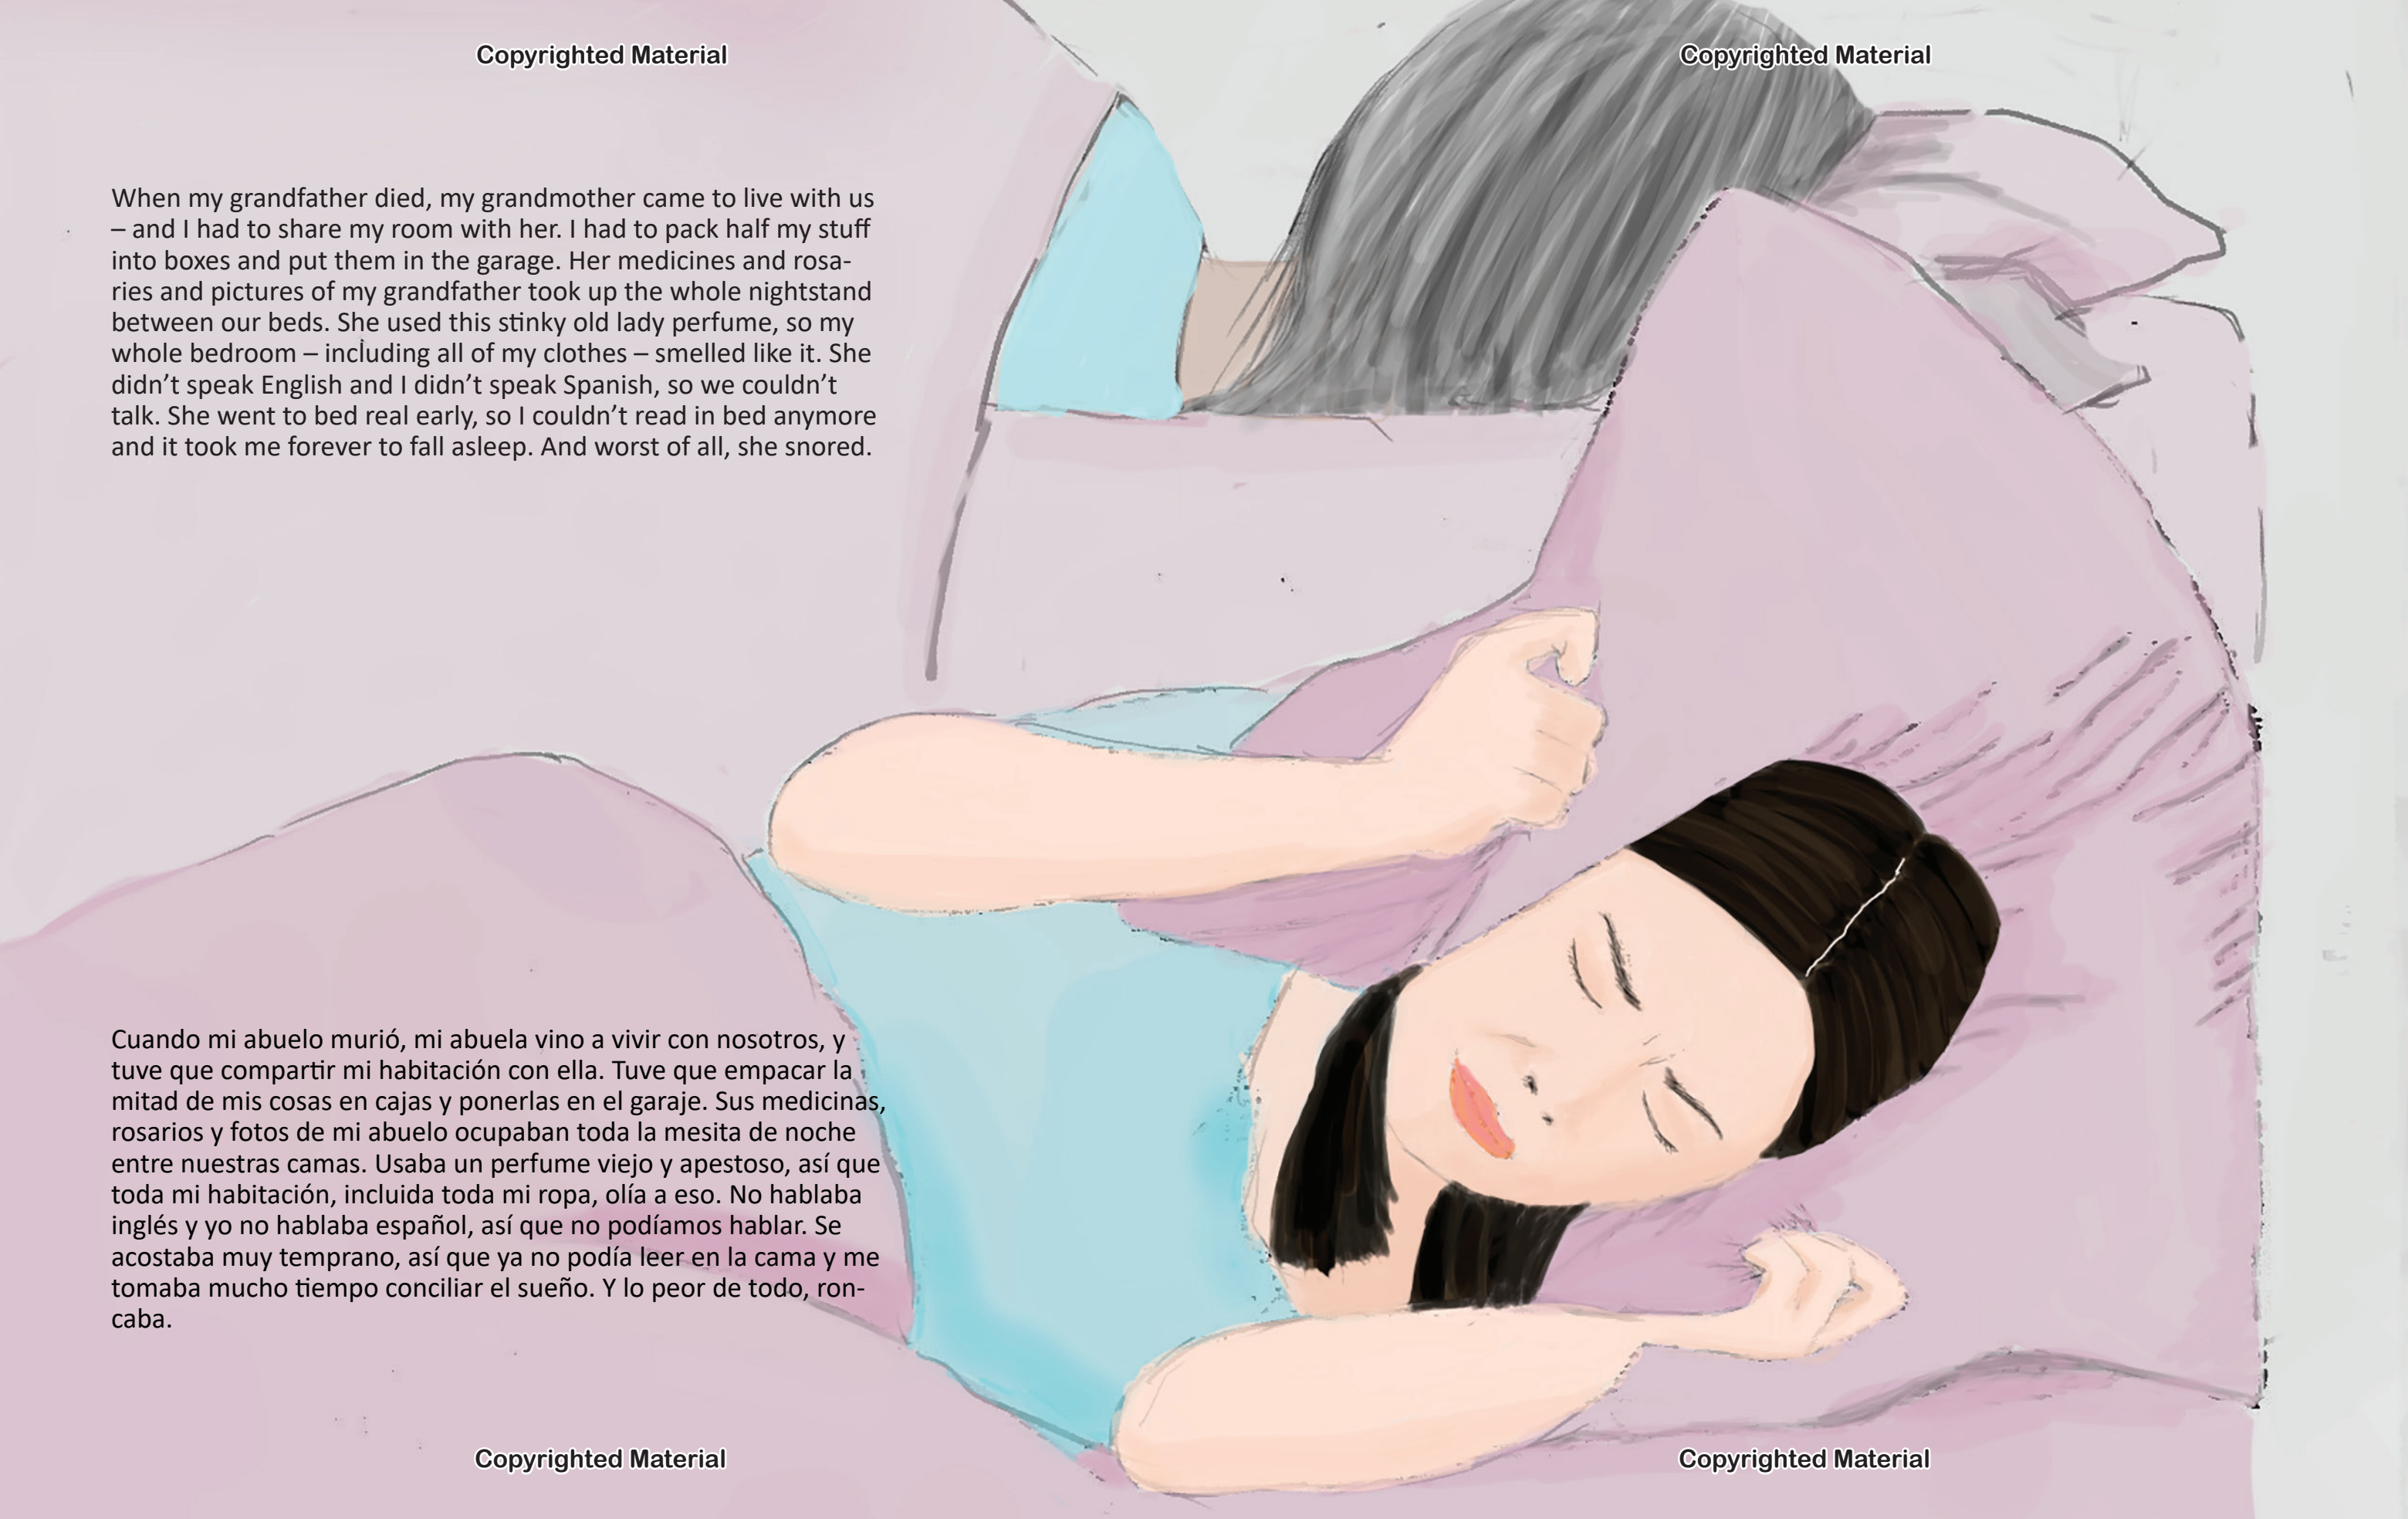 Copyrighted Material
Copyrighted Material
When my grandfather died, my grandmother came to live with us
– and I had to share my room with her. I had to pack half my stuff
into boxes and put them in the garage. Her medicines and rosa-
ries and pictures of my grandfather took up the whole nightstand
between our beds. She used this stinky old lady perfume, so my
whole bedroom – including all of my clothes – smelled like it. She
didn’t speak English and I didn’t speak Spanish, so we couldn’t
talk. She went to bed real early, so I couldn’t read in bed anymore
and it took me forever to fall asleep. And worst of all, she snored.
Cuando mi abuelo murió, mi abuela vino a vivir con nosotros, y
tuve que compartir mi habitación con ella. Tuve que empacar la
mitad de mis cosas en cajas y ponerlas en el garaje. Sus medicinas,
rosarios y fotos de mi abuelo ocupaban toda la mesita de noche
entre nuestras camas. Usaba un perfume viejo y apestoso, así que
toda mi habitación, incluida toda mi ropa, olía a eso. No hablaba
inglés y yo no hablaba español, así que no podíamos hablar. Se
acostaba muy temprano, así que ya no podía leer en la cama y me
tomaba mucho tiempo conciliar el sueño. Y lo peor de todo, ron-
caba.
Copyrighted Material
Copyrighted Material